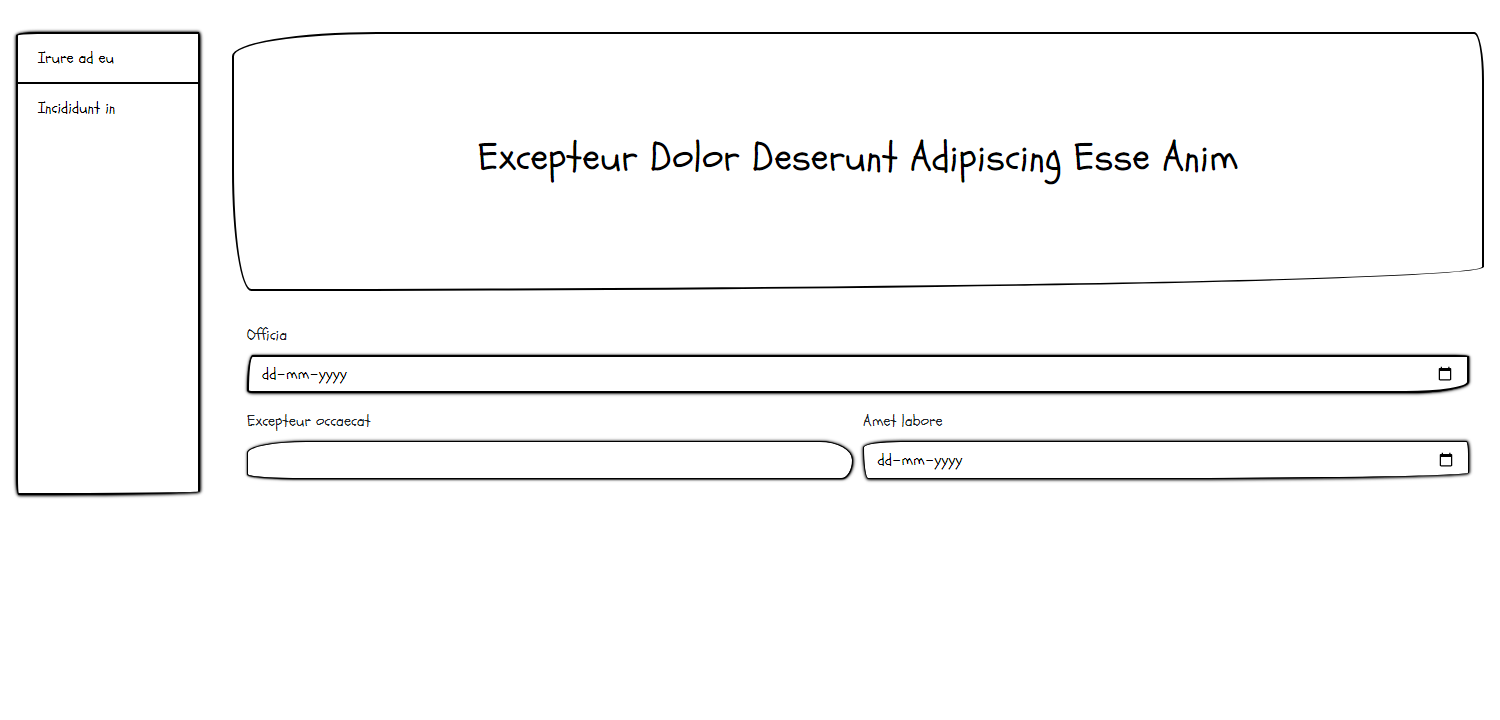 Irure ad eu
Incididunt in
Excepteur Dolor Deserunt Adipiscing Esse Anim
Officia
dd-mm-yyyy
Excepteur occaecat
Amet labore
dd-mm-yyyy